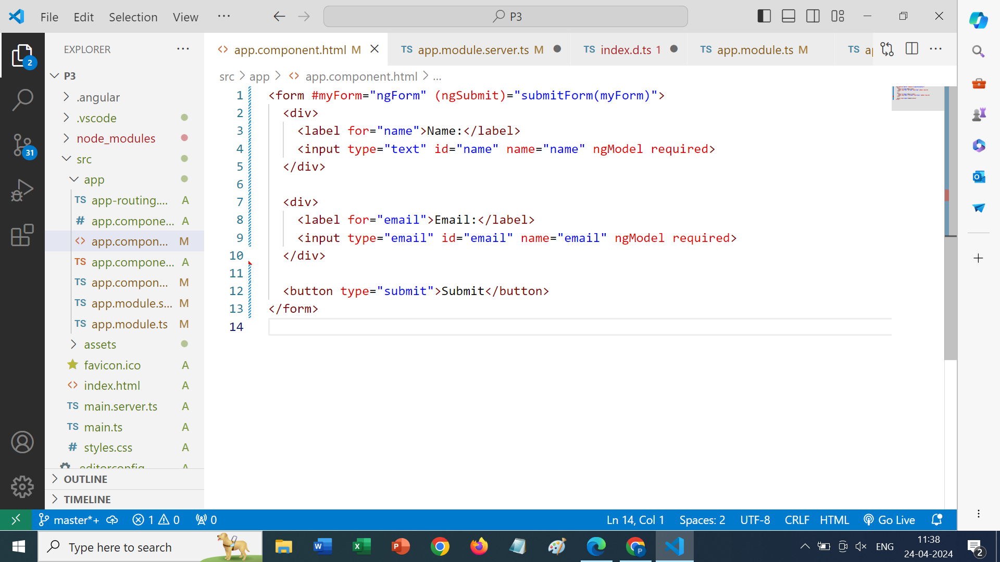 File Edit Selection View ···
P3
EXPLORER ···
app.component.html M
TS app.module.server.ts M
TS index.d.ts 1
TS app.module.ts M
TS
src > app > app.component.html > ...
P3
.angular
.vscode
node_modules
src
app
TS app-routing.... A
# app.compone... A
app.compon... M
TS app.compone... A
TS app.compon... M
TS app.module.s... M
TS app.module.ts M
assets
favicon.ico A
index.html A
TS main.server.ts A
TS main.ts A
# styles.css A
.editorconfig A
OUTLINE
TIMELINE
2
31
1 <form #myForm="ngForm" (ngSubmit)="submitForm(myForm)">
2 <div>
3 <label for="name">Name:</label>
4 <input type="text" id="name" name="name" ngModel required>
5 </div>
6
7 <div>
8 <label for="email">Email:</label>
9 <input type="email" id="email" name="email" ngModel required>
10 </div>
11
12 <button type="submit">Submit</button>
13 </form>
14
master*+ 1 0 0 Ln 14, Col 1 Spaces: 2 UTF-8 CRLF HTML Go Live
Type here to search
ENG
11:38
24-04-2024
2